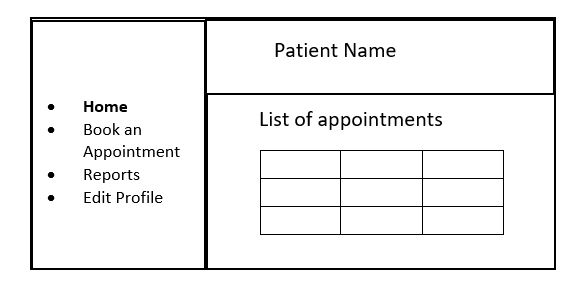 Patient Name
Home
Book an
Appointment
Reports
Edit Profile
List of appointments